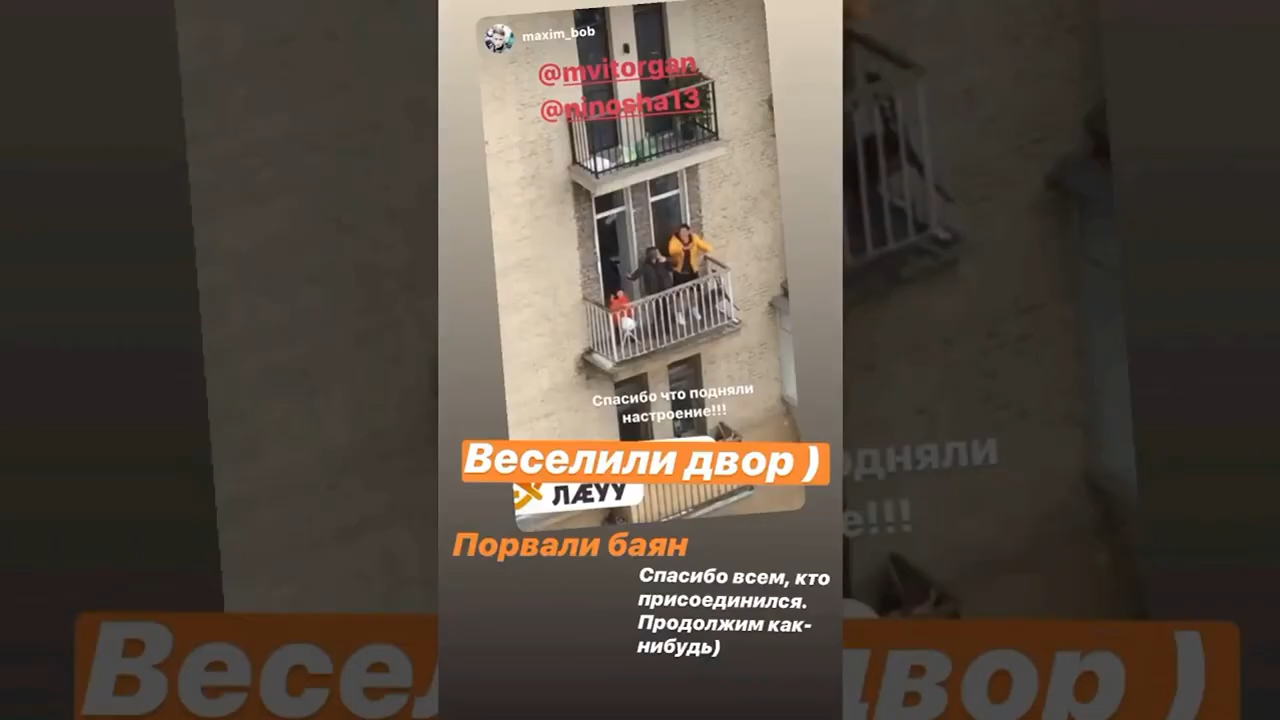 maxim_bob
@mvitorgan
@ninosha13
Спасибо что подняли
настроение!!!
Веселили двор )
ЛÆУУ
Порвали баян
Спасибо всем, кто
присоединился.
Продолжим как-
нибудь)